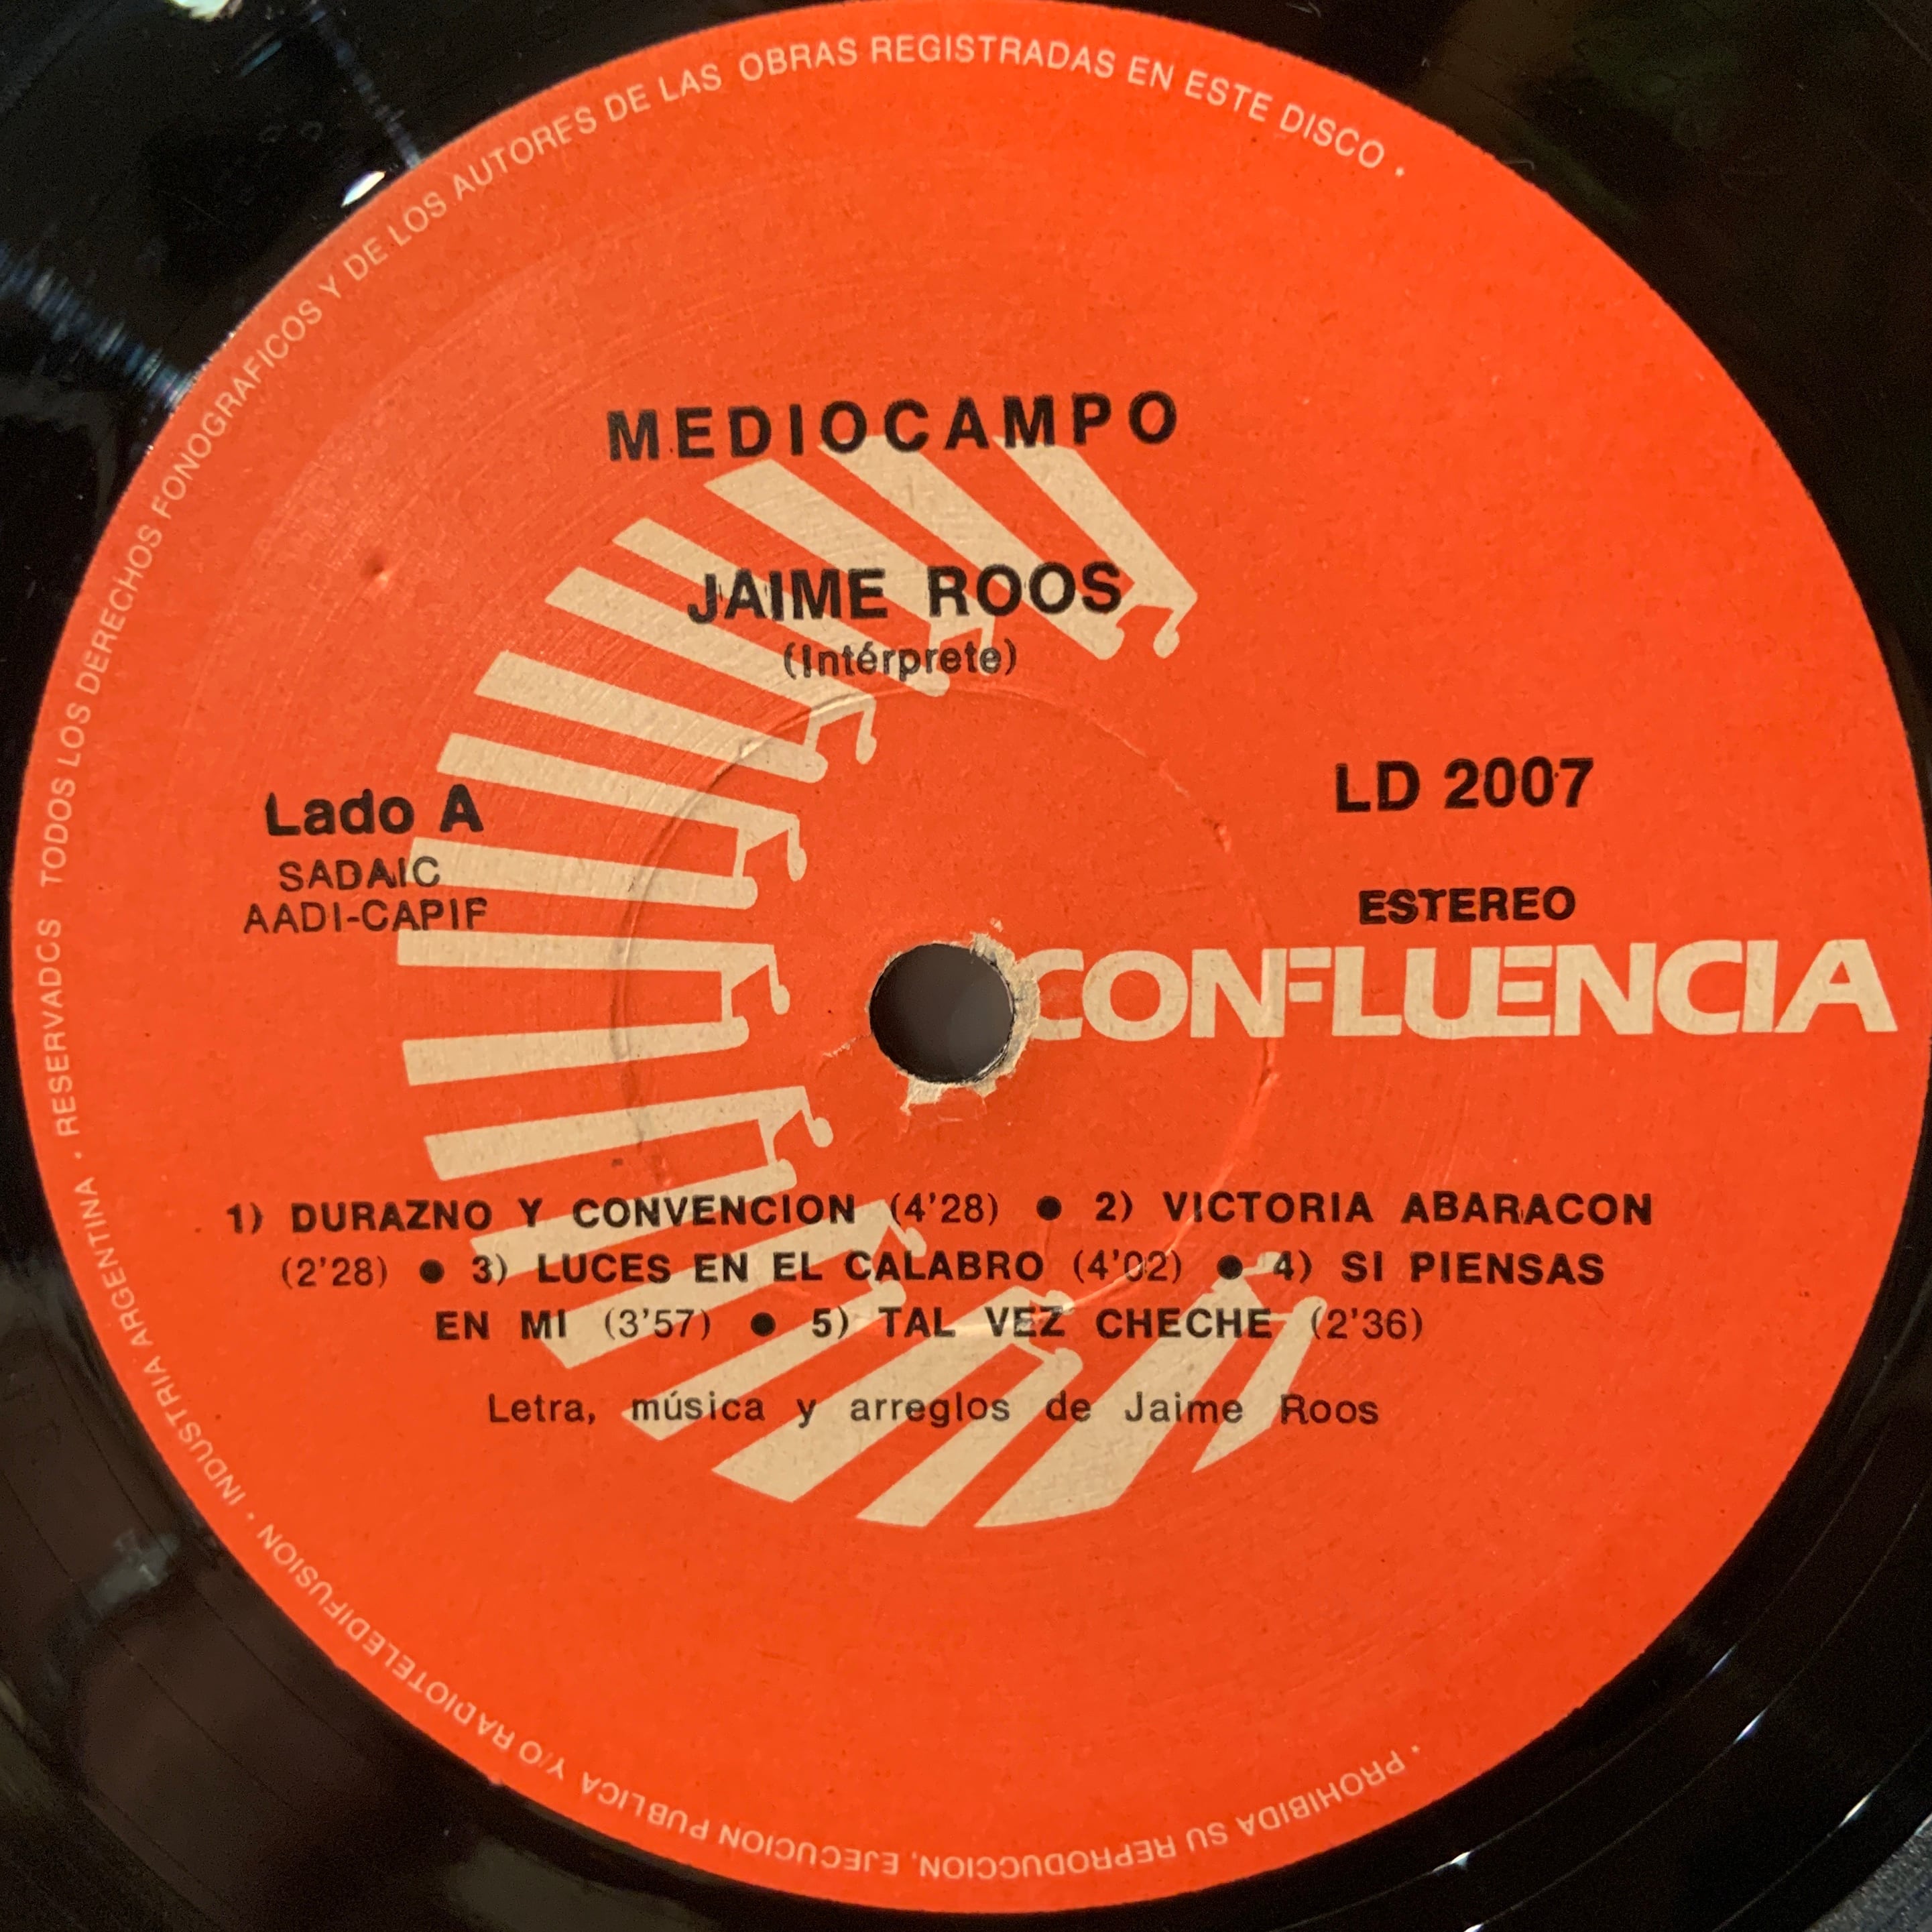 • PROHIBIDA SU REPRODUCCION, EJECUCION PUBLICA Y/O RADIOTELEDIFUSION • INDUSTRIA ARGENTINA • RESERVADOS TODOS LOS DERECHOS FONOGRAFICOS Y DE LOS AUTORES DE LAS OBRAS REGISTRADAS EN ESTE DISCO •
MEDIOCAMPO
JAIME ROOS
(Intérprete)
Lado A
SADAIC
AADI-CAPIF
LD 2007
ESTEREO
CONFLUENCIA
1) DURAZNO Y CONVENCION (4'28) ● 2) VICTORIA ABARACON
(2'28) ● 3) LUCES EN EL CALABRO (4'02) ● 4) SI PIENSAS
EN MI (3'57) ● 5) TAL VEZ CHECHE (2'36)
Letra, música y arreglos de Jaime Roos